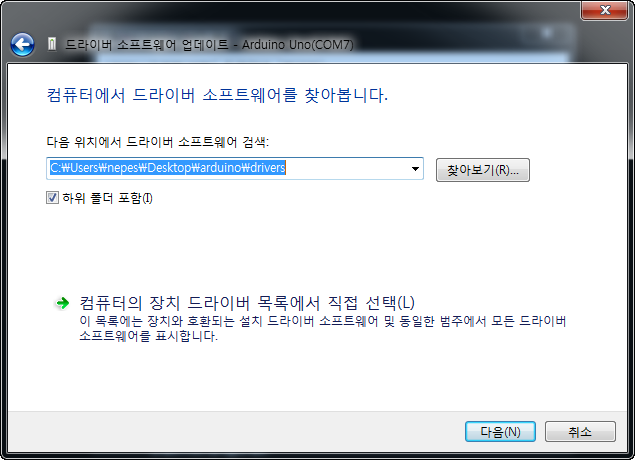 드라이버 소프트웨어 업데이트 - Arduino Uno(COM7)
컴퓨터에서 드라이버 소프트웨어를 찾아봅니다.
다음 위치에서 드라이버 소프트웨어 검색:
C:₩Users₩nepes₩Desktop₩arduino₩drivers
찾아보기(R)...
하위 폴더 포함(I)
컴퓨터의 장치 드라이버 목록에서 직접 선택(L)
이 목록에는 장치와 호환되는 설치 드라이버 소프트웨어 및 동일한 범주에서 모든 드라이버
소프트웨어를 표시합니다.
다음(N)
취소